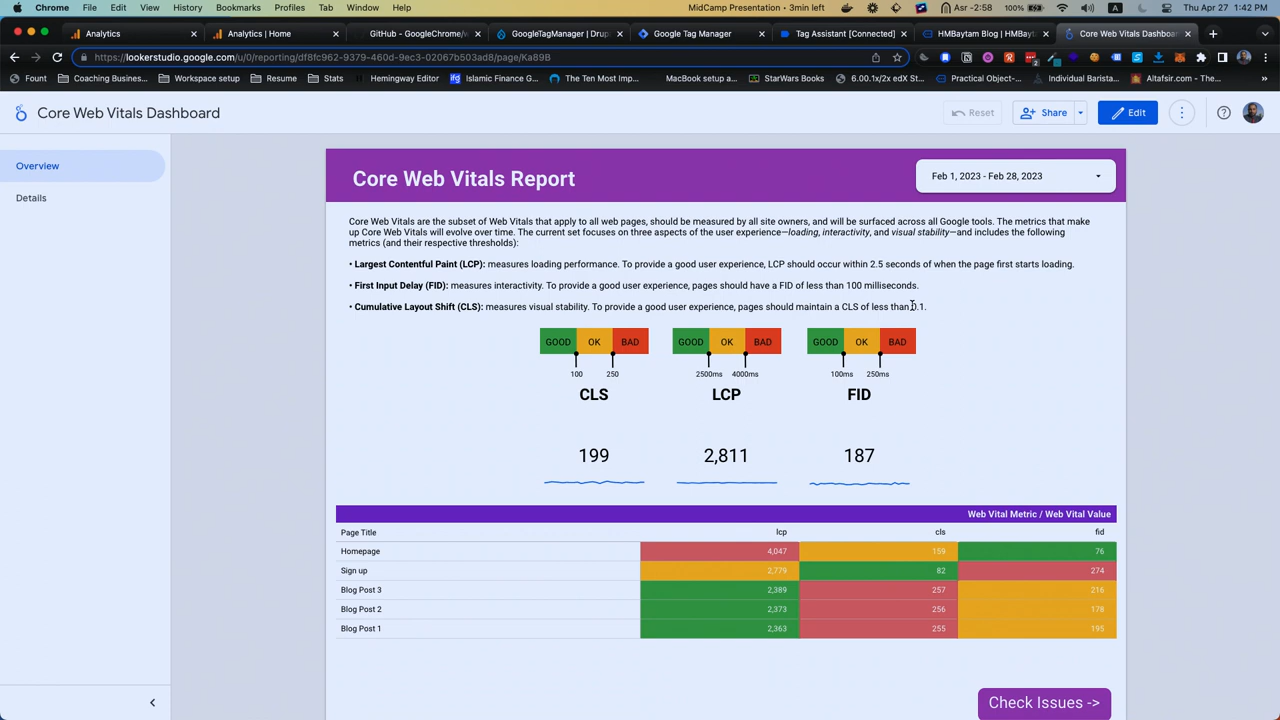 Chrome File Edit View History Bookmarks Profiles Tab Window Help MidCamp Presentation • 3min left Arq -2:58 100% Thu Apr 27 1:42 PM
Analytics Analytics | Home GitHub - GoogleChrome/w GoogleTagManager | Drup Google Tag Manager Tag Assistant [Connected] HMBaytam Blog | HMBayt Core Web Vitals Dashboar
https://lookerstudio.google.com/u/0/reporting/df8fc962-9379-460d-9ec3-02067b503ad8/page/Ka89B
Fount Coaching Busines... Workspace setup Resume Stats Hemingway Editor Islamic Finance G... The Ten Most Imp... MacBook setup a... StarWars Books 6.00.1x/2x edX St... Practical Object-... Individual Barista... Altafsir.com - The...
Core Web Vitals Dashboard
Reset Share Edit
Overview
Details
Core Web Vitals Report
Feb 1, 2023 - Feb 28, 2023
Core Web Vitals are the subset of Web Vitals that apply to all web pages, should be measured by all site owners, and will be surfaced across all Google tools. The metrics that make
up Core Web Vitals will evolve over time. The current set focuses on three aspects of the user experience—loading, interactivity, and visual stability—and includes the following
metrics (and their respective thresholds):
• Largest Contentful Paint (LCP): measures loading performance. To provide a good user experience, LCP should occur within 2.5 seconds of when the page first starts loading.
• First Input Delay (FID): measures interactivity. To provide a good user experience, pages should have a FID of less than 100 milliseconds.
• Cumulative Layout Shift (CLS): measures visual stability. To provide a good user experience, pages should maintain a CLS of less than 0.1.
GOOD OK BAD GOOD OK BAD GOOD OK BAD
100 250 2500ms 4000ms 100ms 250ms
CLS LCP FID
199 2,811 187
Web Vital Metric / Web Vital Value
Page Title lcp cls fid
Homepage 4,047 159 76
Sign up 2,779 82 274
Blog Post 3 2,389 257 216
Blog Post 2 2,373 256 178
Blog Post 1 2,363 255 195
Check Issues ->